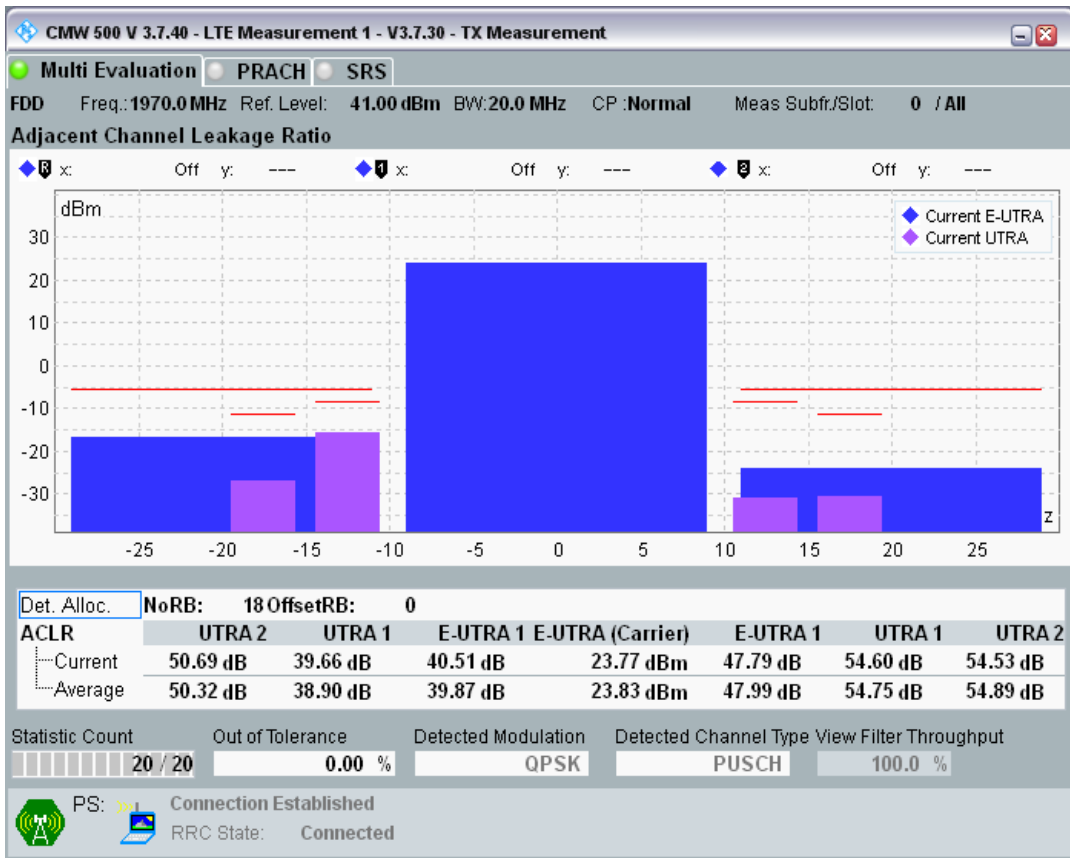 CMW 500 V 3.7.40 - LTE Measurement 1 - V3.7.30 - TX Measurement
Multi Evaluation PRACH SRS
FDD Freq.: 1970.0 MHz Ref. Level: 41.00 dBm BW: 20.0 MHz CP : Normal Meas Subfr./Slot: 0 / All
Adjacent Channel Leakage Ratio
R x: Off y: --- 1 x: Off y: --- 2 x: Off y: ---
dBm
Current E-UTRA
Current UTRA
30
20
10
0
-10
-20
-30
z
-25 -20 -15 -10 -5 0 5 10 15 20 25
Det. Alloc. NoRB: 18 OffsetRB: 0
ACLR UTRA 2 UTRA 1 E-UTRA 1 E-UTRA (Carrier) E-UTRA 1 UTRA 1 UTRA 2
Current 50.69 dB 39.66 dB 40.51 dB 23.77 dBm 47.79 dB 54.60 dB 54.53 dB
Average 50.32 dB 38.90 dB 39.87 dB 23.83 dBm 47.99 dB 54.75 dB 54.89 dB
Statistic Count Out of Tolerance Detected Modulation Detected Channel Type View Filter Throughput
20 / 20 0.00 % QPSK PUSCH 100.0 %
PS: Connection Established
RRC State: Connected